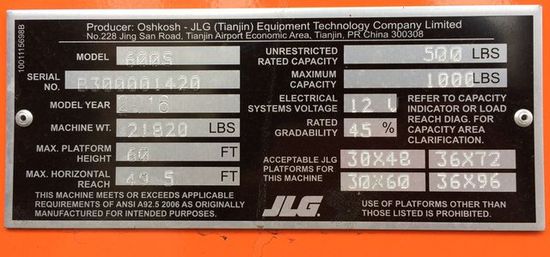 Producer: Oshkosh - JLG (Tianjin) Equipment Technology Company Limited
No.228 Jing San Road, Tianjin Airport Economic Area, Tianjin, PR China 300308
1001115698B
MODEL 600S
SERIAL NO. B300001420
MODEL YEAR 2016
MACHINE WT. 21820 LBS
MAX. PLATFORM HEIGHT 60 FT
MAX. HORIZONTAL REACH 49.5 FT
THIS MACHINE MEETS OR EXCEEDS APPLICABLE
REQUIREMENTS OF ANSI A92.5 2006 AS ORIGINALLY
MANUFACTURED FOR INTENDED PURPOSES.
UNRESTRICTED RATED CAPACITY 500 LBS
MAXIMUM CAPACITY 1000 LBS
ELECTRICAL SYSTEMS VOLTAGE 12 V
RATED GRADABILITY 45 %
REFER TO CAPACITY
INDICATOR OR LOAD
REACH DIAG. FOR
CAPACITY AREA
CLARIFICATION.
ACCEPTABLE JLG
PLATFORMS FOR
THIS MACHINE
30X48 36X72
30X60 36X96
JLG
USE OF PLATFORMS OTHER THAN
THOSE LISTED IS PROHIBITED.